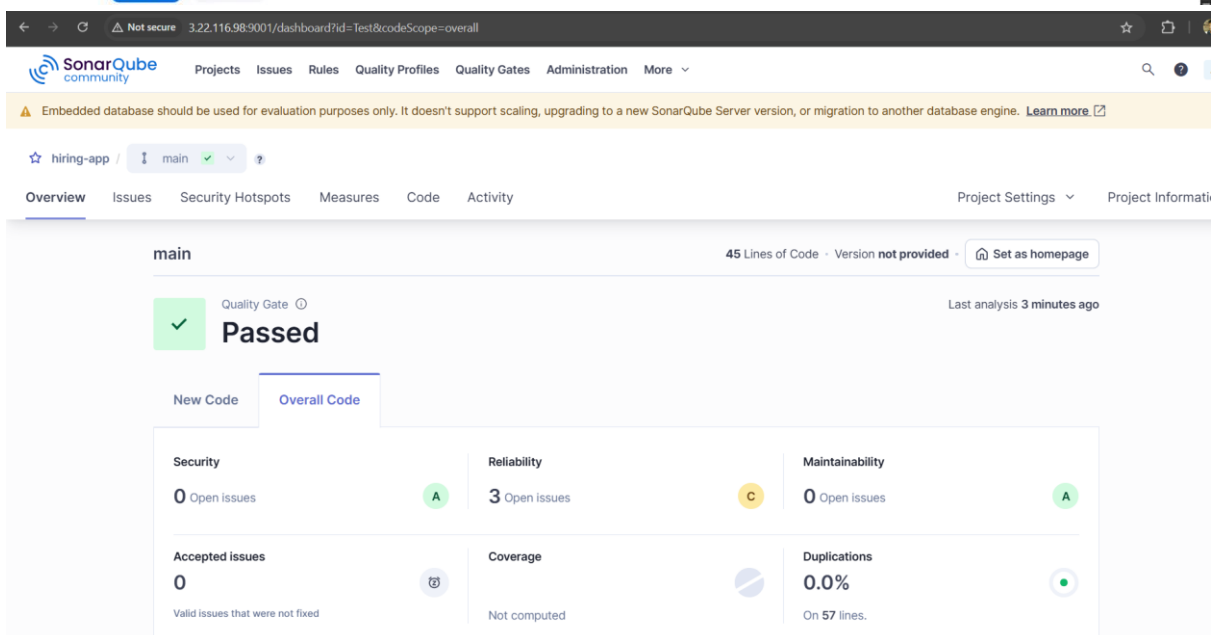 Not secure 3.22.116.98:9001/dashboard?id=Test&codeScope=overall
SonarQube community Projects Issues Rules Quality Profiles Quality Gates Administration More
Embedded database should be used for evaluation purposes only. It doesn't support scaling, upgrading to a new SonarQube Server version, or migration to another database engine. Learn more
hiring-app / main ?
Overview Issues Security Hotspots Measures Code Activity Project Settings Project Informati
main 45 Lines of Code · Version not provided · Set as homepage
Quality Gate Last analysis 3 minutes ago
Passed
New Code Overall Code
Security Reliability Maintainability
0 Open issues A 3 Open issues C 0 Open issues A
Accepted issues Coverage Duplications
0 0.0%
Valid issues that were not fixed Not computed On 57 lines.